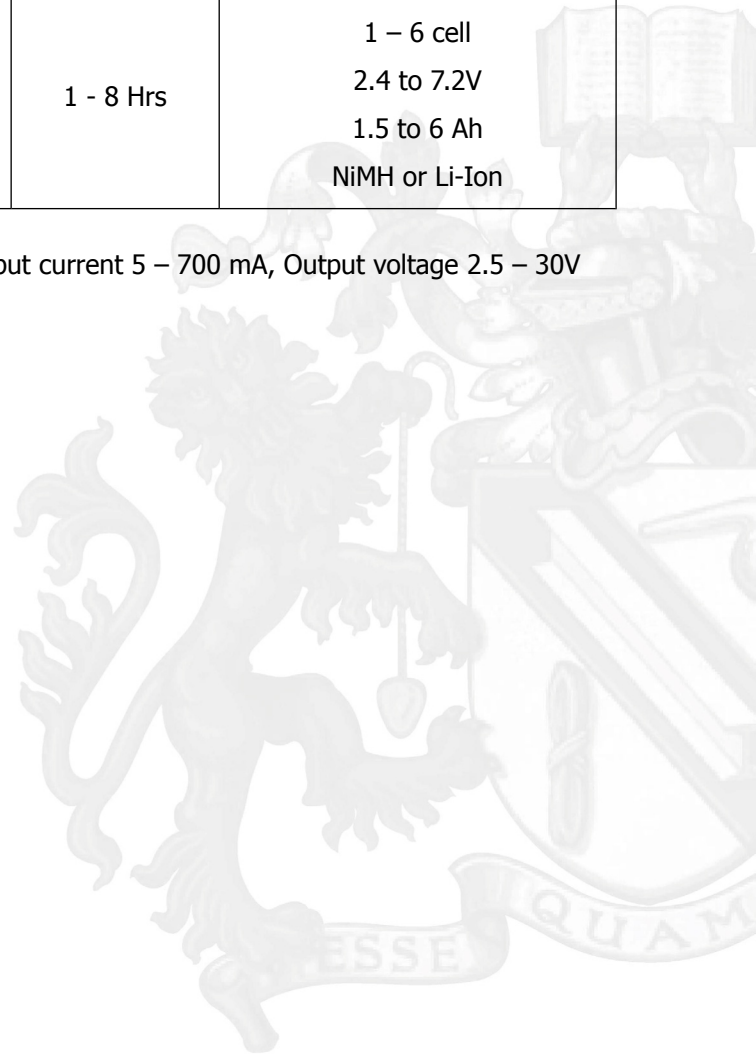 1 – 6 cell
2.4 to 7.2V
1 - 8 Hrs
1.5 to 6 Ah
NiMH or Li-Ion
current 5 – 700 mA, Output voltage 2.5 – 30V
ESSE